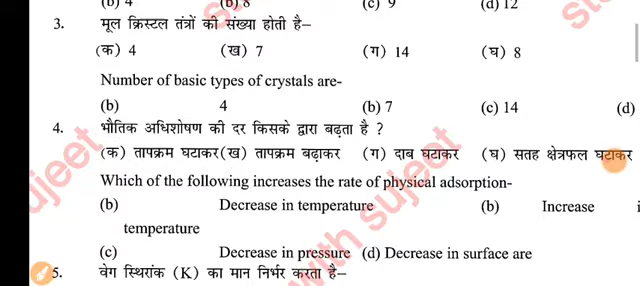 (b) 4 (b) 8 (c) 9 (d) 12
3. मूल क्रिस्टल तंत्रों की संख्या होती है–
(क) 4 (ख) 7 (ग) 14 (घ) 8
Number of basic types of crystals are-
(b) 4 (b) 7 (c) 14 (d)
4. भौतिक अधिशोषण की दर किसके द्वारा बढ़ता है ?
(क) तापक्रम घटाकर(ख) तापक्रम बढ़ाकर (ग) दाब घटाकर (घ) सतह क्षेत्रफल घटाकर
Which of the following increases the rate of physical adsorption-
(b) Decrease in temperature (b) Increase i
temperature
(c) Decrease in pressure (d) Decrease in surface are
5. वेग स्थिरांक (K) का मान निर्भर करता है–
sujeet
with sujeet